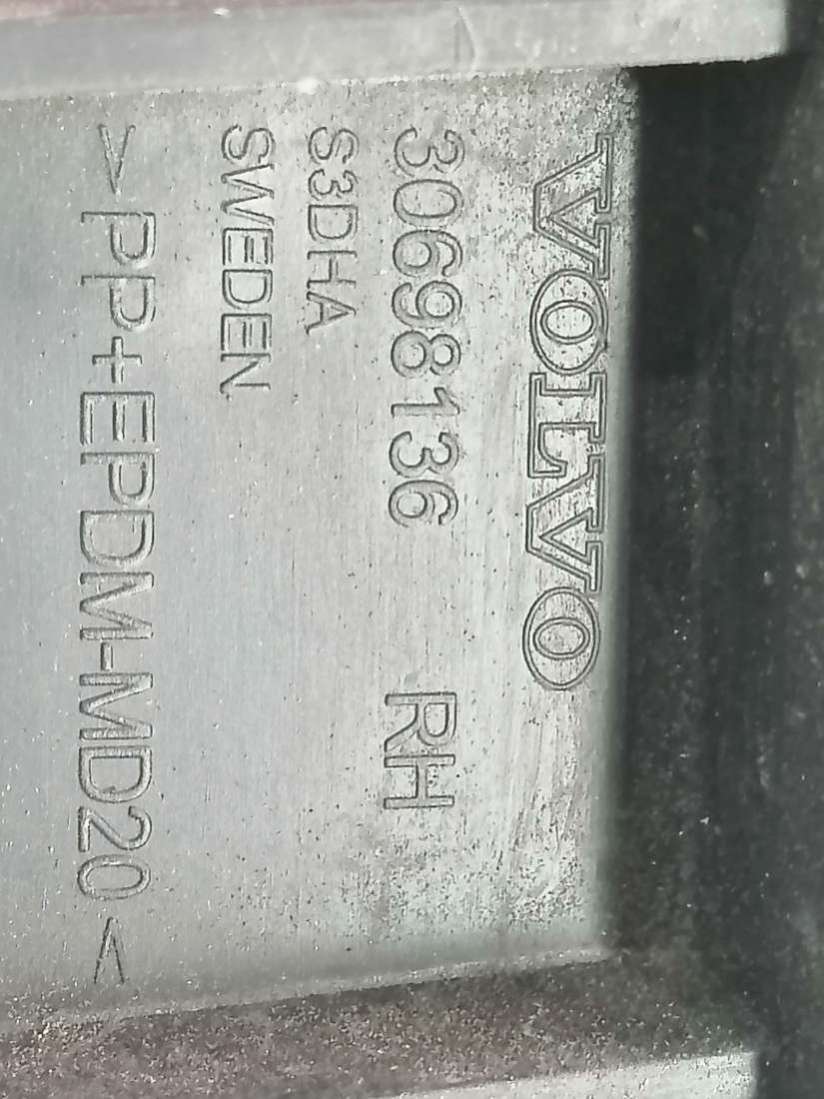 VOLVO
30698136 RH
S3DHA
SWEDEN
>PP+EPDM-MD20<